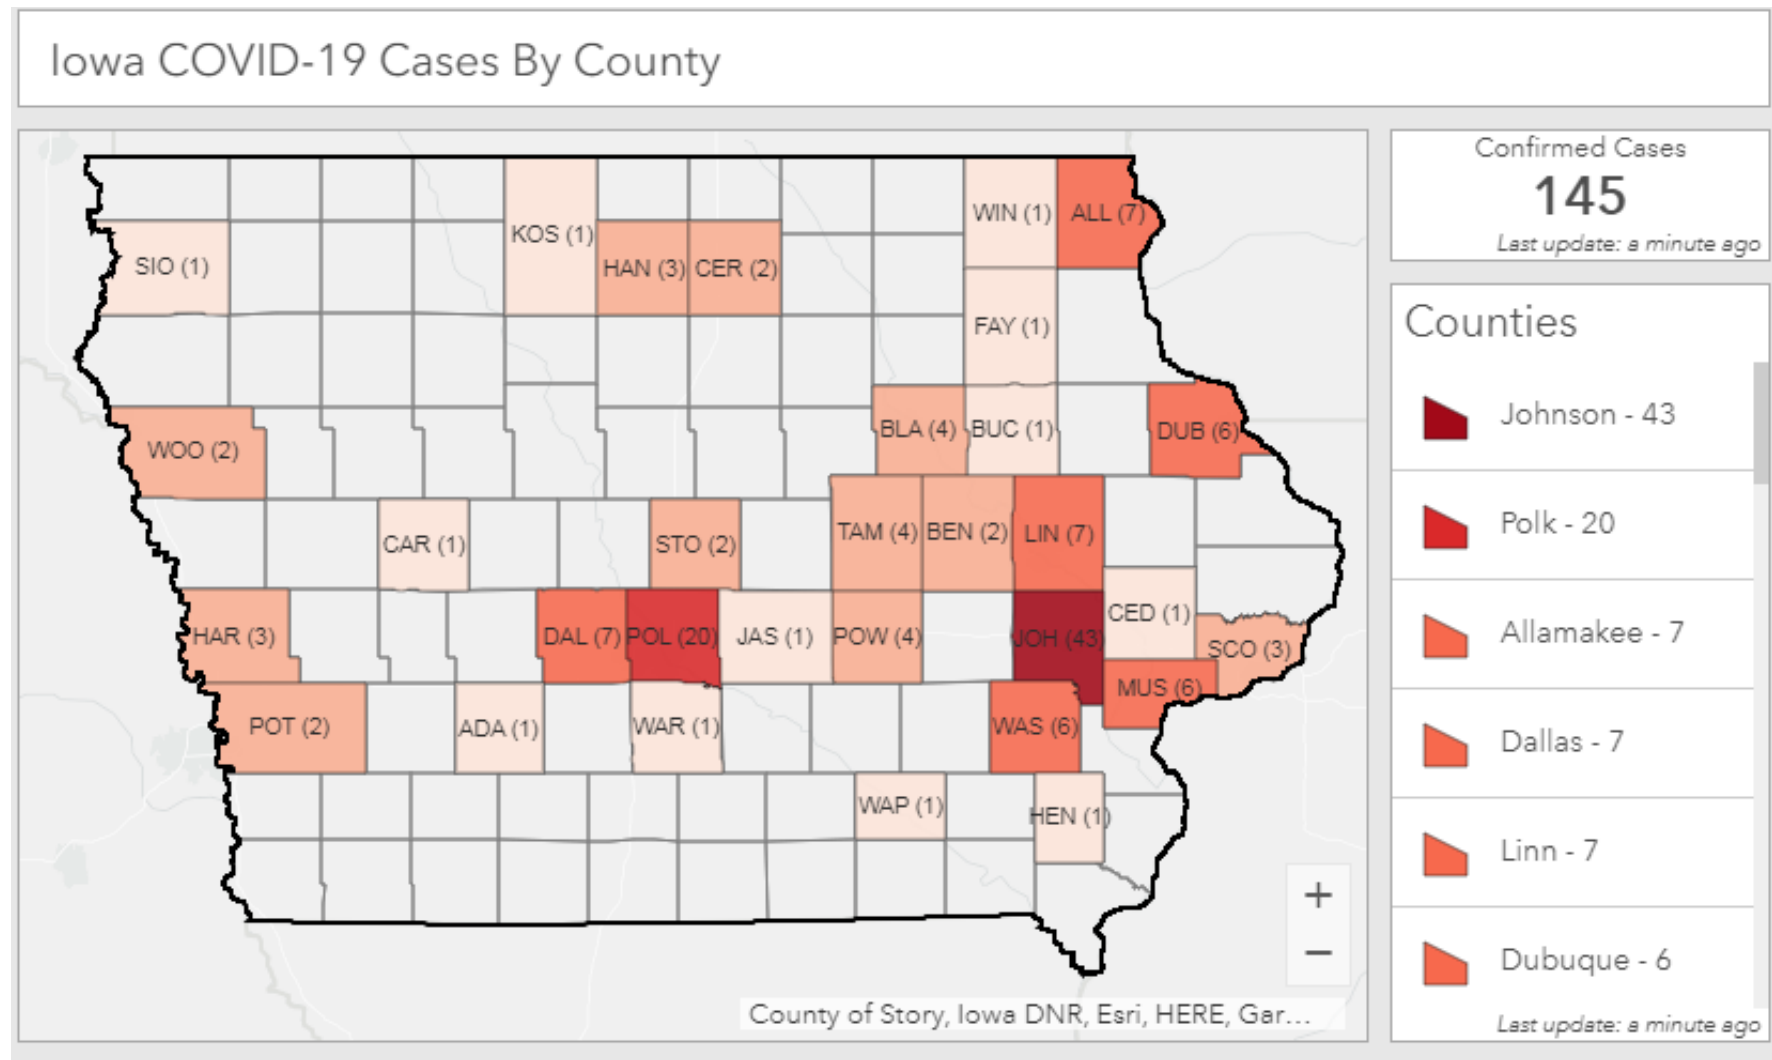 Iowa COVID-19 Cases By County
WIN (1)
ALL (7)
KOS (1)
SIO (1)
HAN (3)
CER (2)
FAY (1)
BLA (4)
BUC (1)
DUB (6)
WOO (2)
CAR (1)
STO (2)
TAM (4)
BEN (2)
LIN (7)
CED (1)
HAR (3)
DAL (7)
POL (20)
JAS (1)
POW (4)
JOH (43)
SCO (3)
MUS (6)
POT (2)
ADA (1)
WAR (1)
WAS (6)
WAP (1)
HEN (1)
+
−
County of Story, Iowa DNR, Esri, HERE, Gar...
Confirmed Cases
145
Last update: a minute ago
Counties
Johnson - 43
Polk - 20
Allamakee - 7
Dallas - 7
Linn - 7
Dubuque - 6
Last update: a minute ago